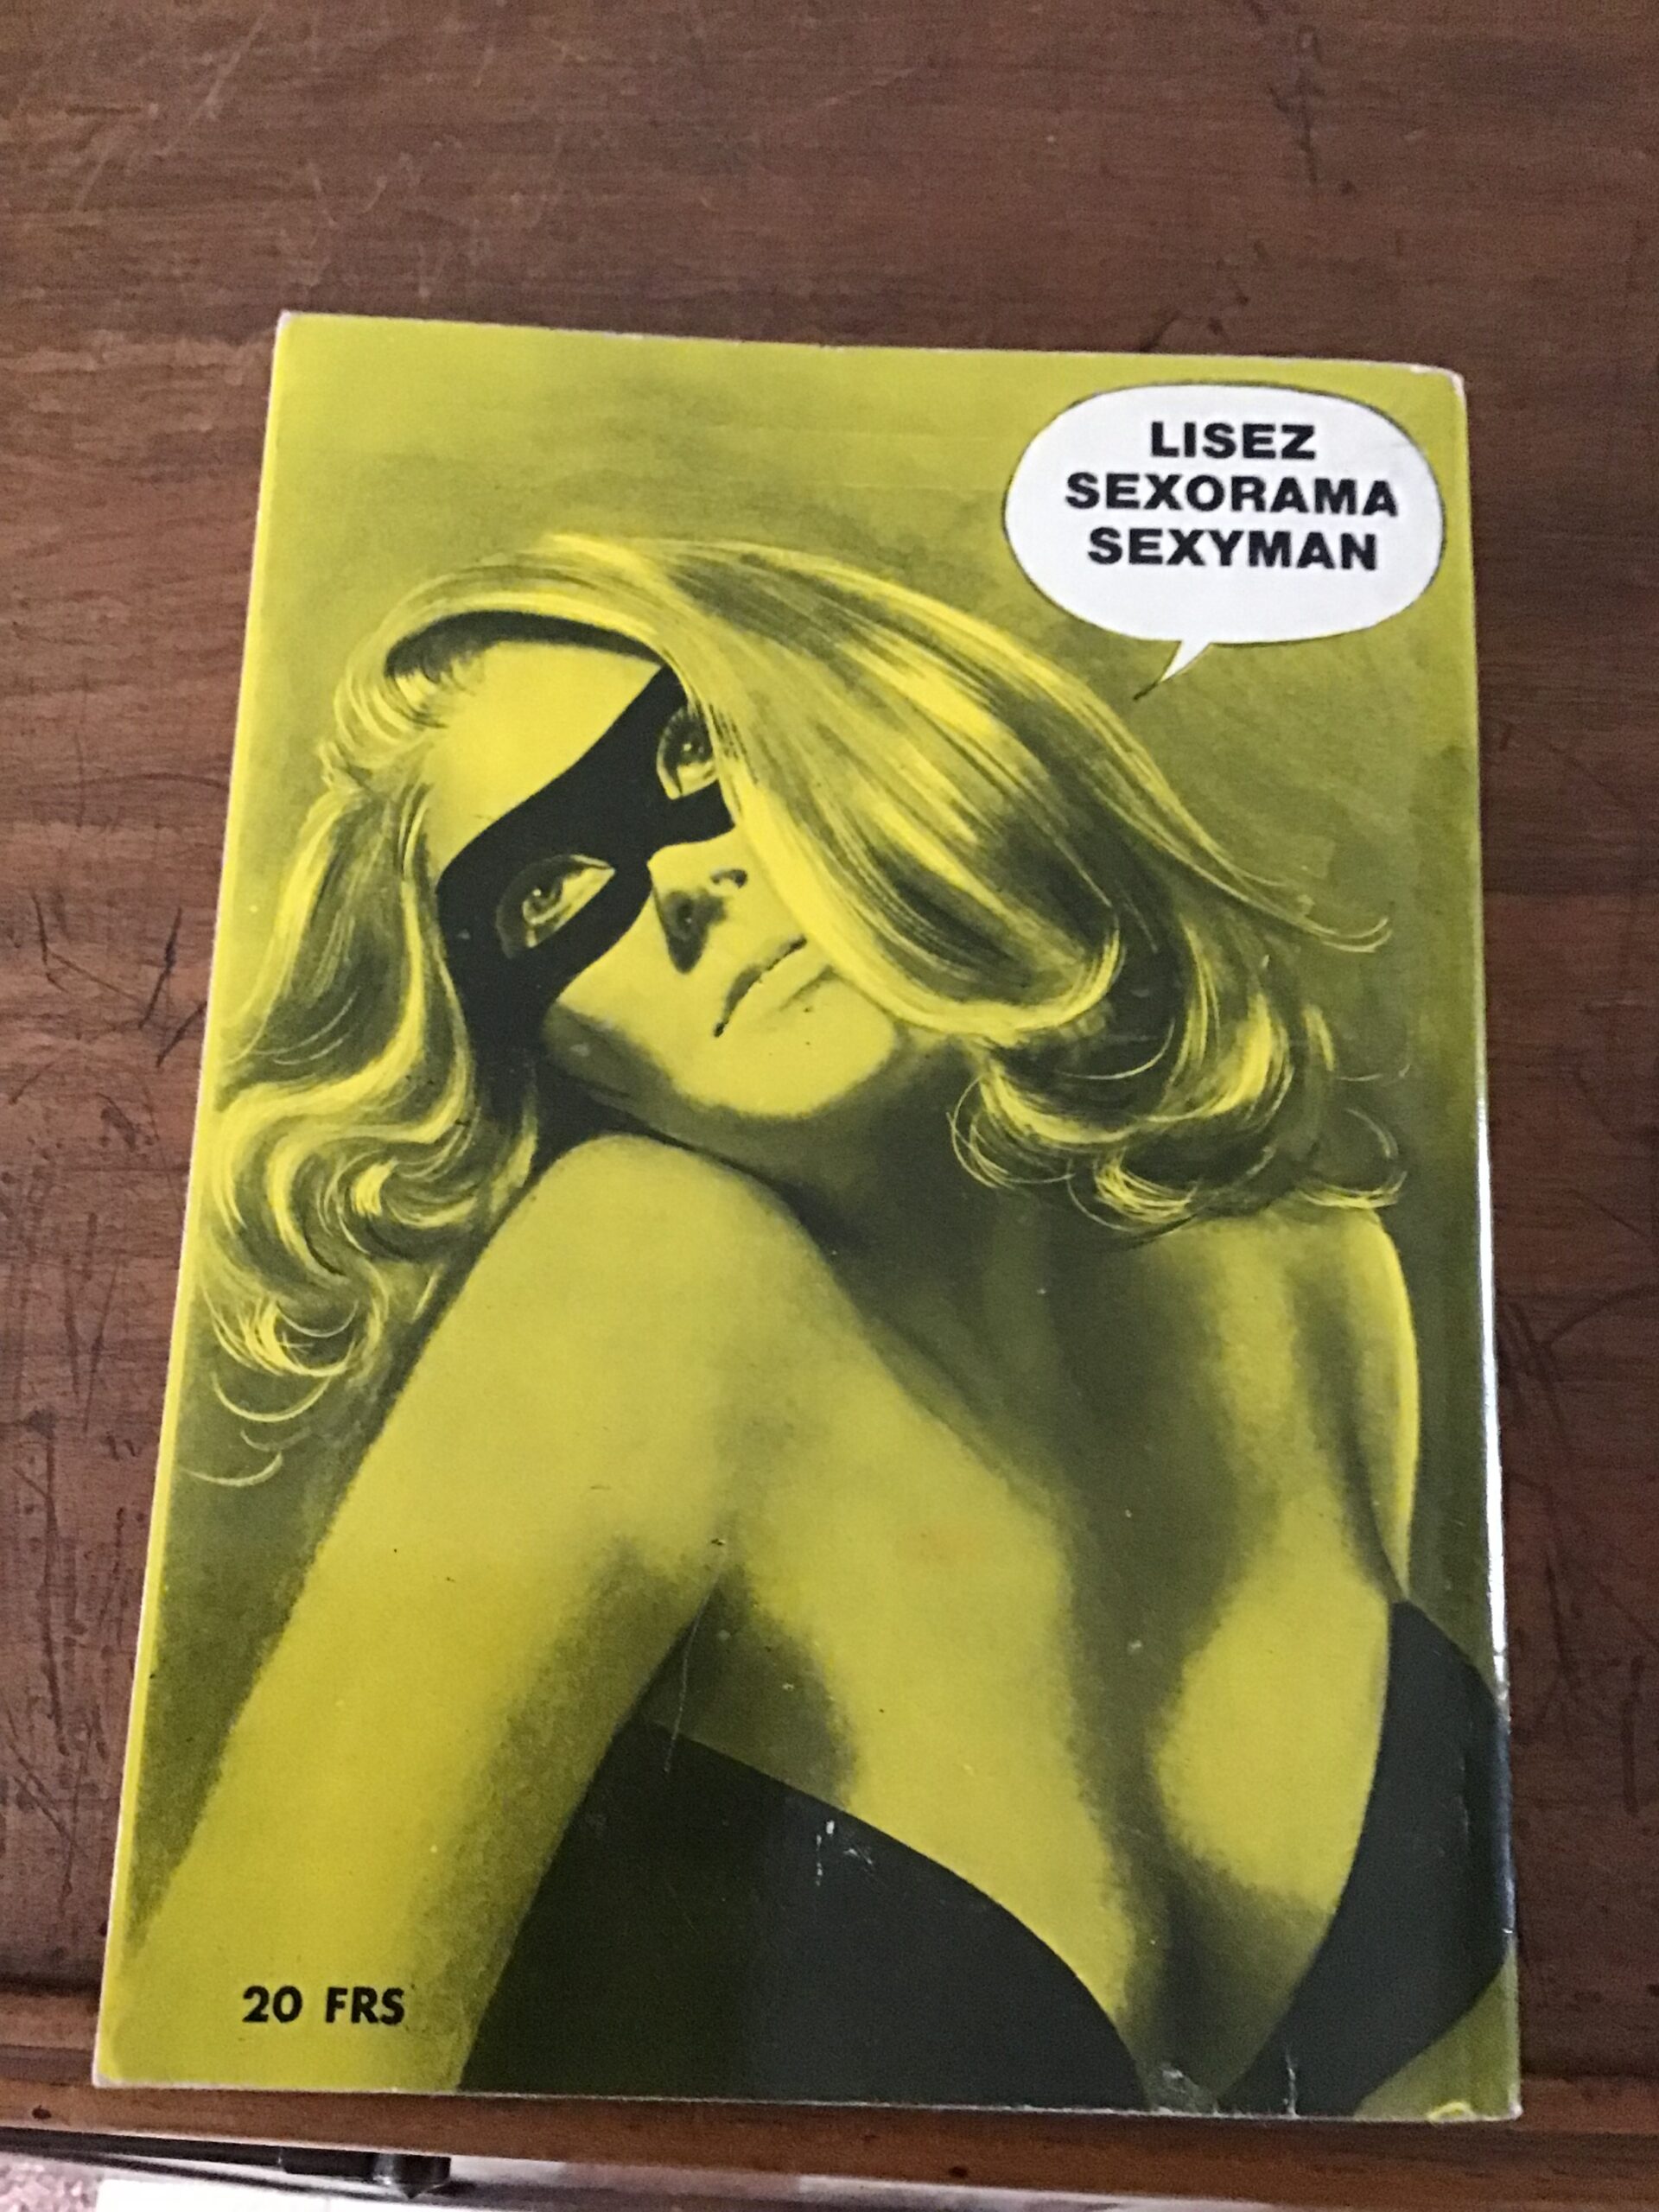 LISEZ
SEXORAMA
SEXYMAN
20 FRS